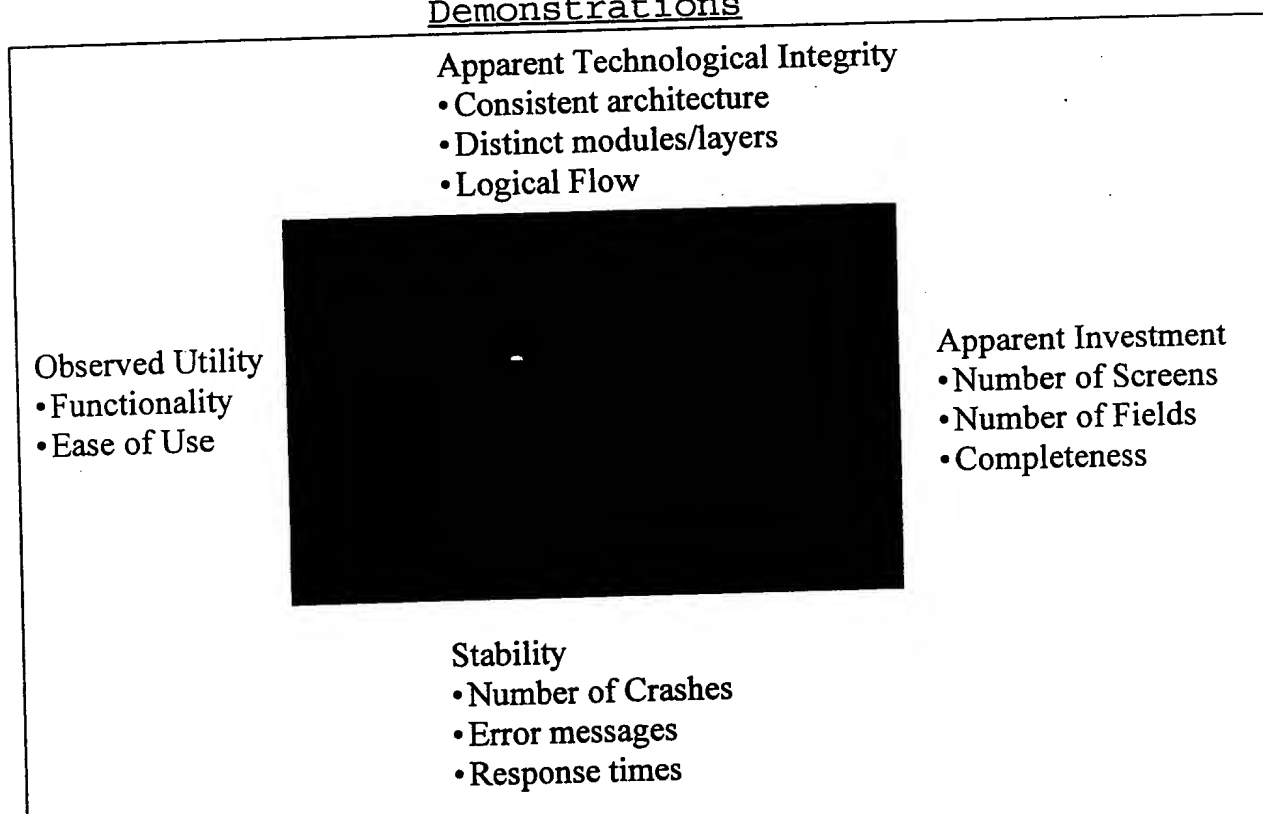 Demonstrations
Apparent Technological Integrity
• Consistent architecture
• Distinct modules/layers
• Logical Flow
Observed Utility
• Functionality
• Ease of Use
Apparent Investment
• Number of Screens
• Number of Fields
• Completeness
Stability
• Number of Crashes
• Error messages
• Response times